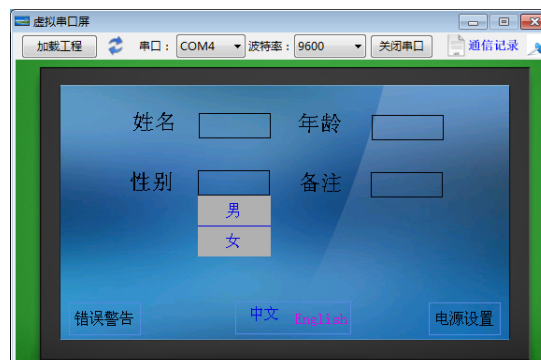 虚拟串口屏
加载工程 串口： COM4 波特率： 9600 关闭串口 通信记录
姓名 年龄
性别 备注
男
女
错误警告 中文 English 电源设置